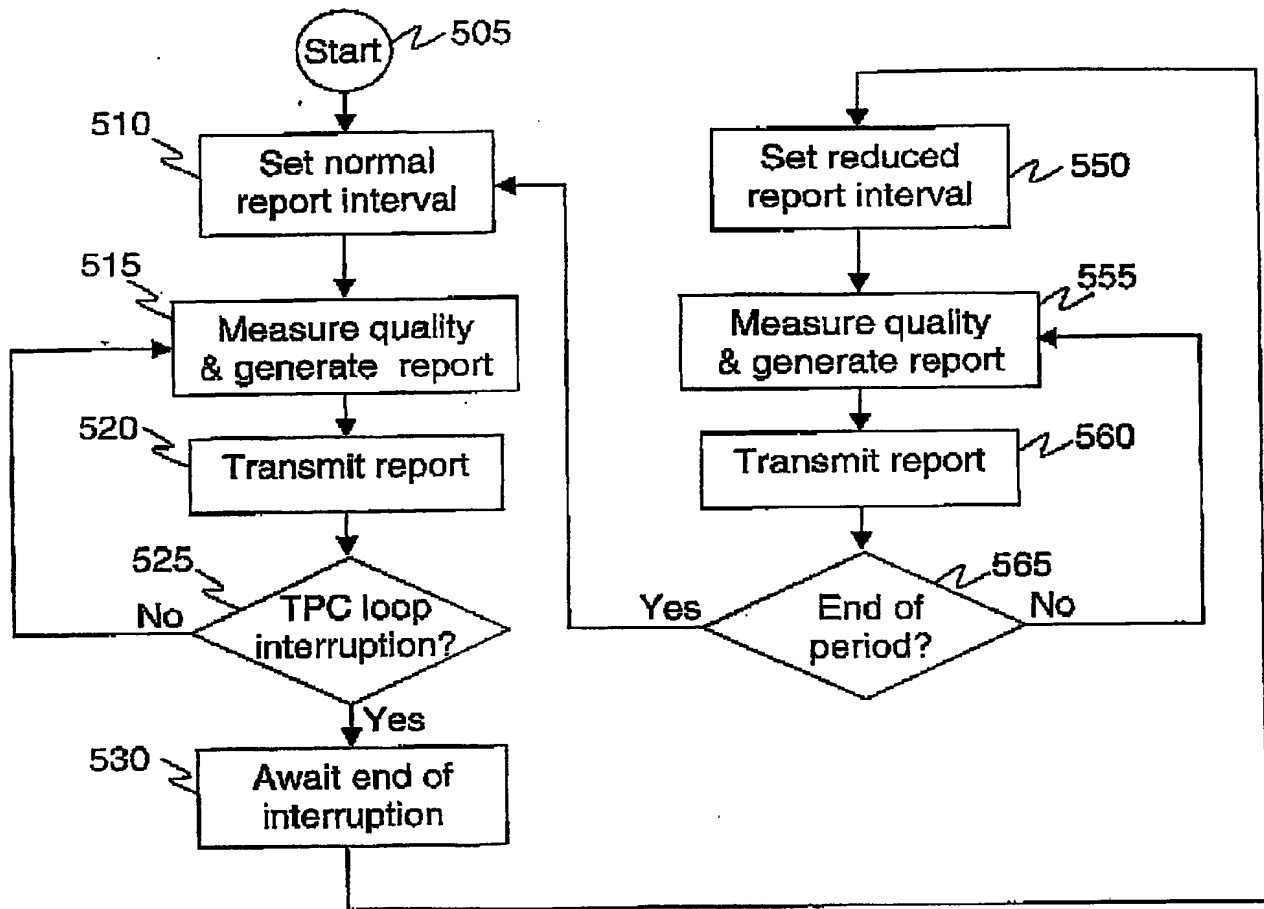 Start
505
510
Set normal
report interval
515
Measure quality
& generate report
520
Transmit report
525
No
TPC loop
interruption?
Yes
530
Await end of
interruption
Set reduced
report interval
550
555
Measure quality
& generate report
560
Transmit report
565
Yes
End of
period?
No